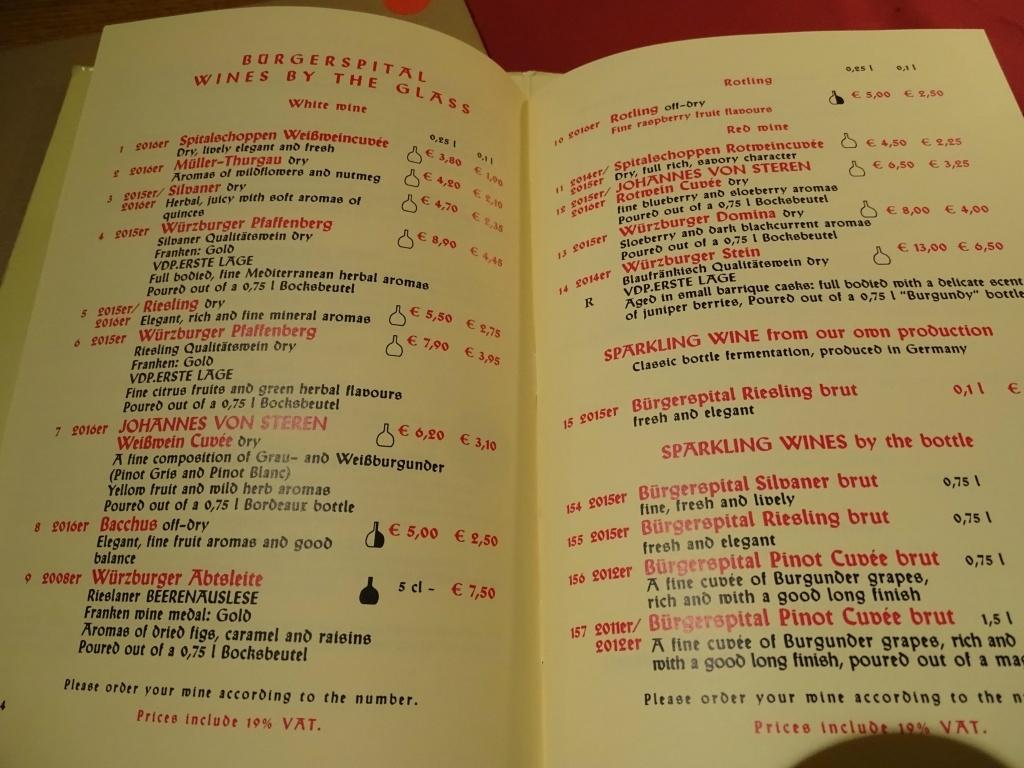 BÜRGERSPITAL
WINES BY THE GLASS
White wine
0,25 l 0,1 l
1 2016er Spitalschoppen Weißweincuvée € 3,80 € 1,90
Dry, lively elegant and fresh
2 2016er Müller-Thurgau dry € 4,20 € 2,10
Aromas of wildflowers and nutmeg
3 2015er/ Silvaner dry € 4,70 € 2,35
2016er Herbal, juicy with soft aromas of
quinces
4 2015er Würzburger Pfaffenberg € 8,90 € 4,45
Silvaner Qualitätswein dry
Franken: Gold
VDP.ERSTE LAGE
Full bodied, fine Mediterranean herbal aromas
Poured out of a 0,75 l Bocksbeutel
5 2015er/ Riesling dry € 5,50 € 2,75
2016er Elegant, rich and fine mineral aromas
6 2015er Würzburger Pfaffenberg € 7,90 € 3,95
Riesling Qualitätswein dry
Franken: Gold
VDP.ERSTE LAGE
Fine citrus fruits and green herbal flavours
Poured out of a 0,75 l Bocksbeutel
7 2016er JOHANNES VON STEREN € 6,20 € 3,10
Weißwein Cuvée dry
A fine composition of Grau- and Weißburgunder
(Pinot Gris and Pinot Blanc)
Yellow fruit and wild herb aromas
Poured out of a 0,75 l Bordeaux bottle
8 2016er Bacchus off-dry € 5,00 € 2,50
Elegant, fine fruit aromas and good
balance
9 2008er Würzburger Abtsleite 5 cl - € 7,50
Rieslaner BEERENAUSLESE
Franken wine medal: Gold
Aromas of dried figs, caramel and raisins
Poured out of a 0,75 l Bocksbeutel
Please order your wine according to the number.
Prices include 19% VAT.
4
Rotling 0,25 l 0,1 l
10 2016er Rotling off-dry € 5,00 € 2,50
Fine raspberry fruit flavours
Red wine
11 2014er/ Spitalschoppen Rotweincuvée € 4,50 € 2,25
2015er Dry, full rich, savory character
12 2015er/ JOHANNES VON STEREN € 6,50 € 3,25
2016er Rotwein Cuvée dry
fine blueberry and sloeberry aromas
Poured out of a 0,75 l Bocksbeutel
13 2015er Würzburger Domina dry € 8,00 € 4,00
Sloeberry and dark blackcurrent aromas
Poured out of a 0,75 l Bocksbeutel
14 2014er Würzburger Stein € 13,00 € 6,50
Blaufränkisch Qualitätswein dry
VDP.ERSTE LAGE
R Aged in small barrique casks: full bodied with a delicate scent
of juniper berries, Poured out of a 0,75 l "Burgundy" bottle
SPARKLING WINE from our own production
Classic bottle fermentation, produced in Germany
15 2015er Bürgerspital Riesling brut 0,1 l €
fresh and elegant
SPARKLING WINES by the bottle
154 2015er Bürgerspital Silvaner brut 0,75 l
fine, fresh and lively
155 2015er Bürgerspital Riesling brut 0,75 l
fresh and elegant
156 2012er Bürgerspital Pinot Cuvée brut 0,75 l
A fine cuvée of Burgunder grapes,
rich and with a good long finish
157 2011er/ Bürgerspital Pinot Cuvée brut 1,5 l
2012er A fine cuvée of Burgunder grapes, rich and
with a good long finish, poured out of a ma
Please order your wine according to the n
Prices include 19% VAT.